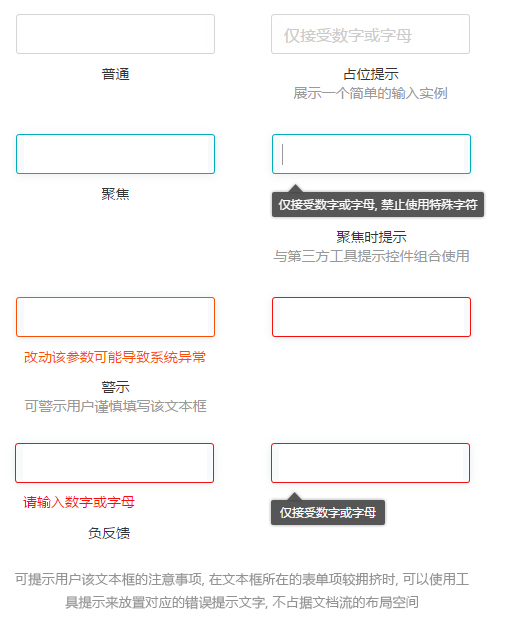 仅接受数字或字母
普通
占位提示
展示一个简单的输入实例
聚焦
仅接受数字或字母, 禁止使用特殊字符
聚焦时提示
与第三方工具提示控件组合使用
改动该参数可能导致系统异常
警示
可警示用户谨慎填写该文本框
请输入数字或字母
仅接受数字或字母
负反馈
可提示用户该文本框的注意事项, 在文本框所在的表单项较拥挤时, 可以使用工
具提示来放置对应的错误提示文字, 不占据文档流的布局空间